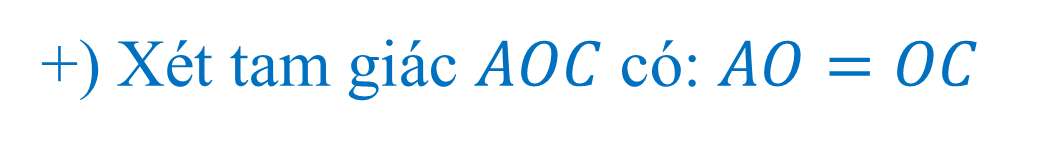 +) Xét tam giác AOC có: AO = OC